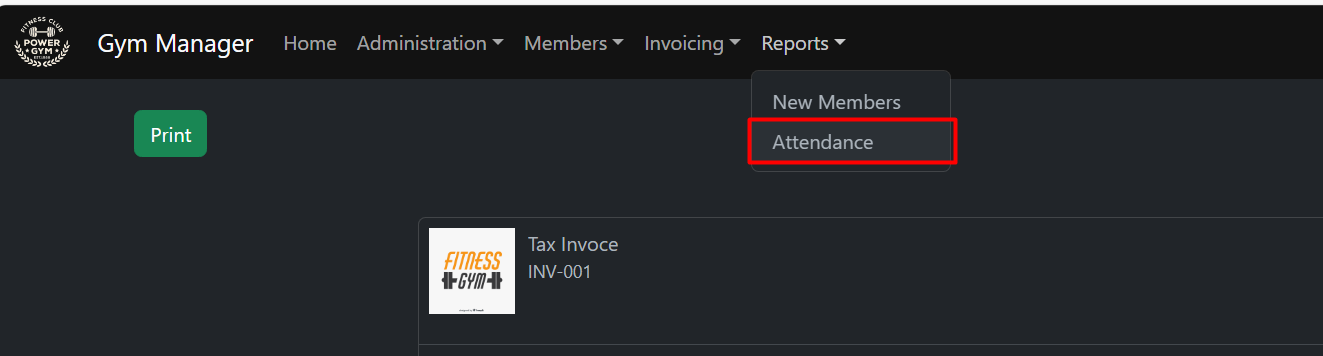 FITNESS CLUB
POWER
GYM
Gym Manager Home Administration Members Invoicing Reports
New Members
Print
Attendance
Tax Invoce
INV-001
FITNESS
GYM